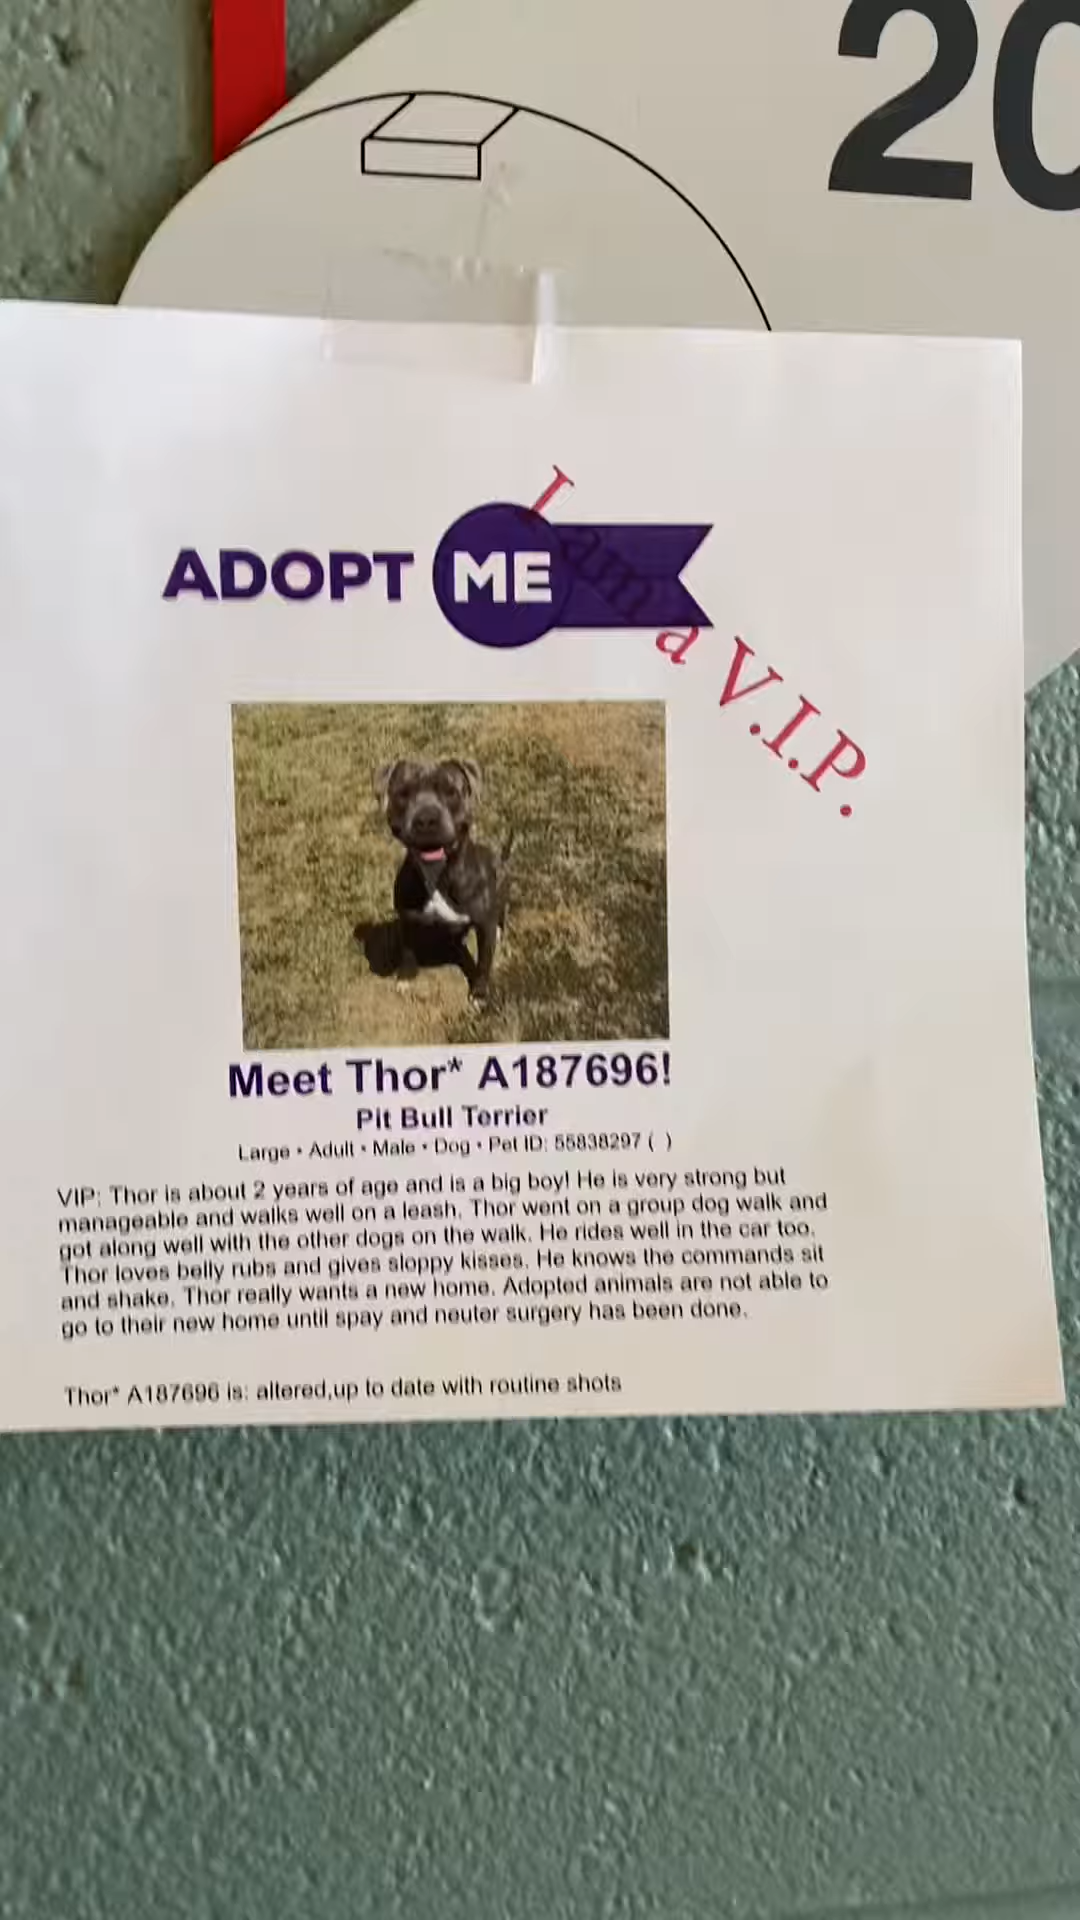 20
ADOPT ME
I am a V.I.P.
Meet Thor* A187696!
Pit Bull Terrier
Large • Adult • Male • Dog • Pet ID: 55838297 ( )
VIP: Thor is about 2 years of age and is a big boy! He is very strong but
manageable and walks well on a leash. Thor went on a group dog walk and
got along well with the other dogs on the walk. He rides well in the car too.
Thor loves belly rubs and gives sloppy kisses. He knows the commands sit
and shake. Thor really wants a new home. Adopted animals are not able to
go to their new home until spay and neuter surgery has been done.
Thor* A187696 is: altered,up to date with routine shots